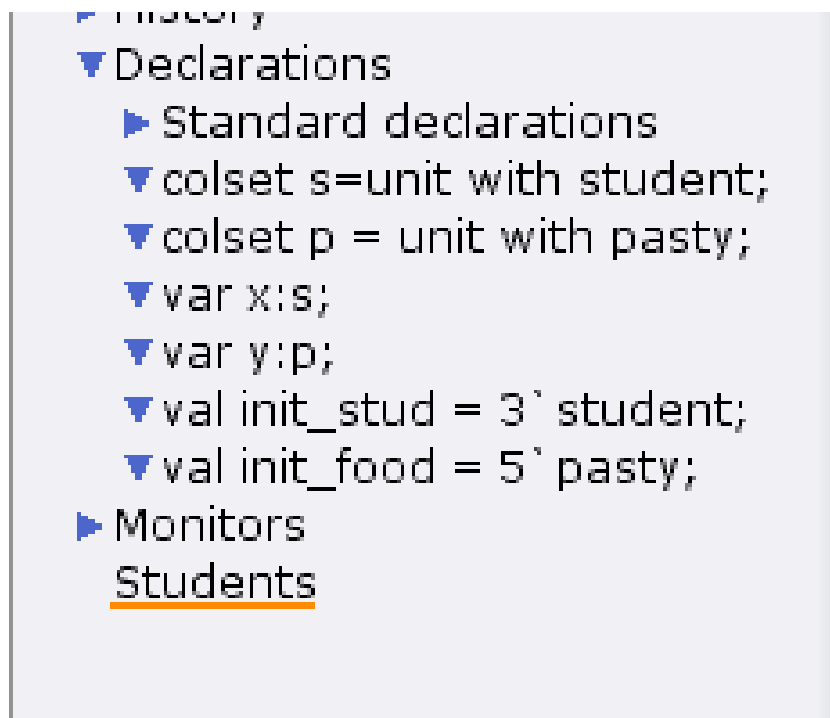 History
Declarations
Standard declarations
colset s=unit with student;
colset p = unit with pasty;
var x:s;
var y:p;
val init_stud = 3`student;
val init_food = 5`pasty;
Monitors
Students